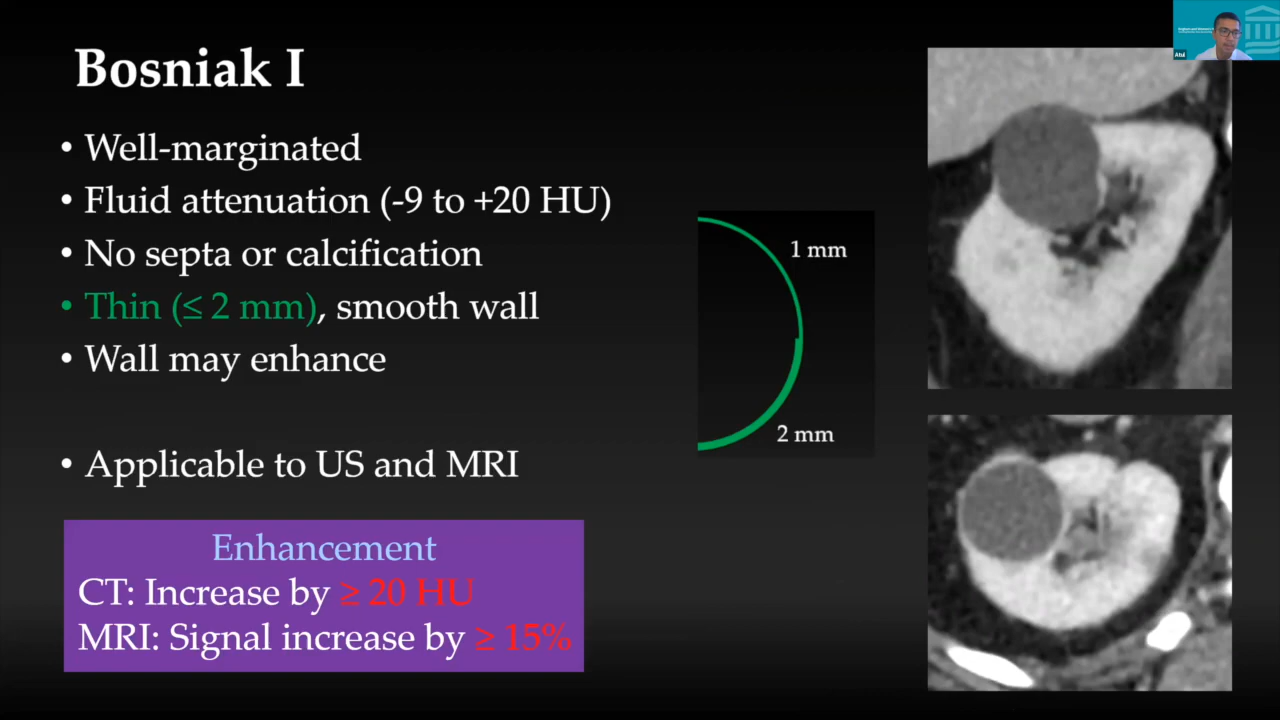 Bosniak I
• Well-marginated
• Fluid attenuation (-9 to +20 HU)
• No septa or calcification
• Thin (≤ 2 mm), smooth wall
• Wall may enhance
• Applicable to US and MRI
Enhancement
CT: Increase by ≥ 20 HU
MRI: Signal increase by ≥ 15%
1 mm
2 mm
Atul